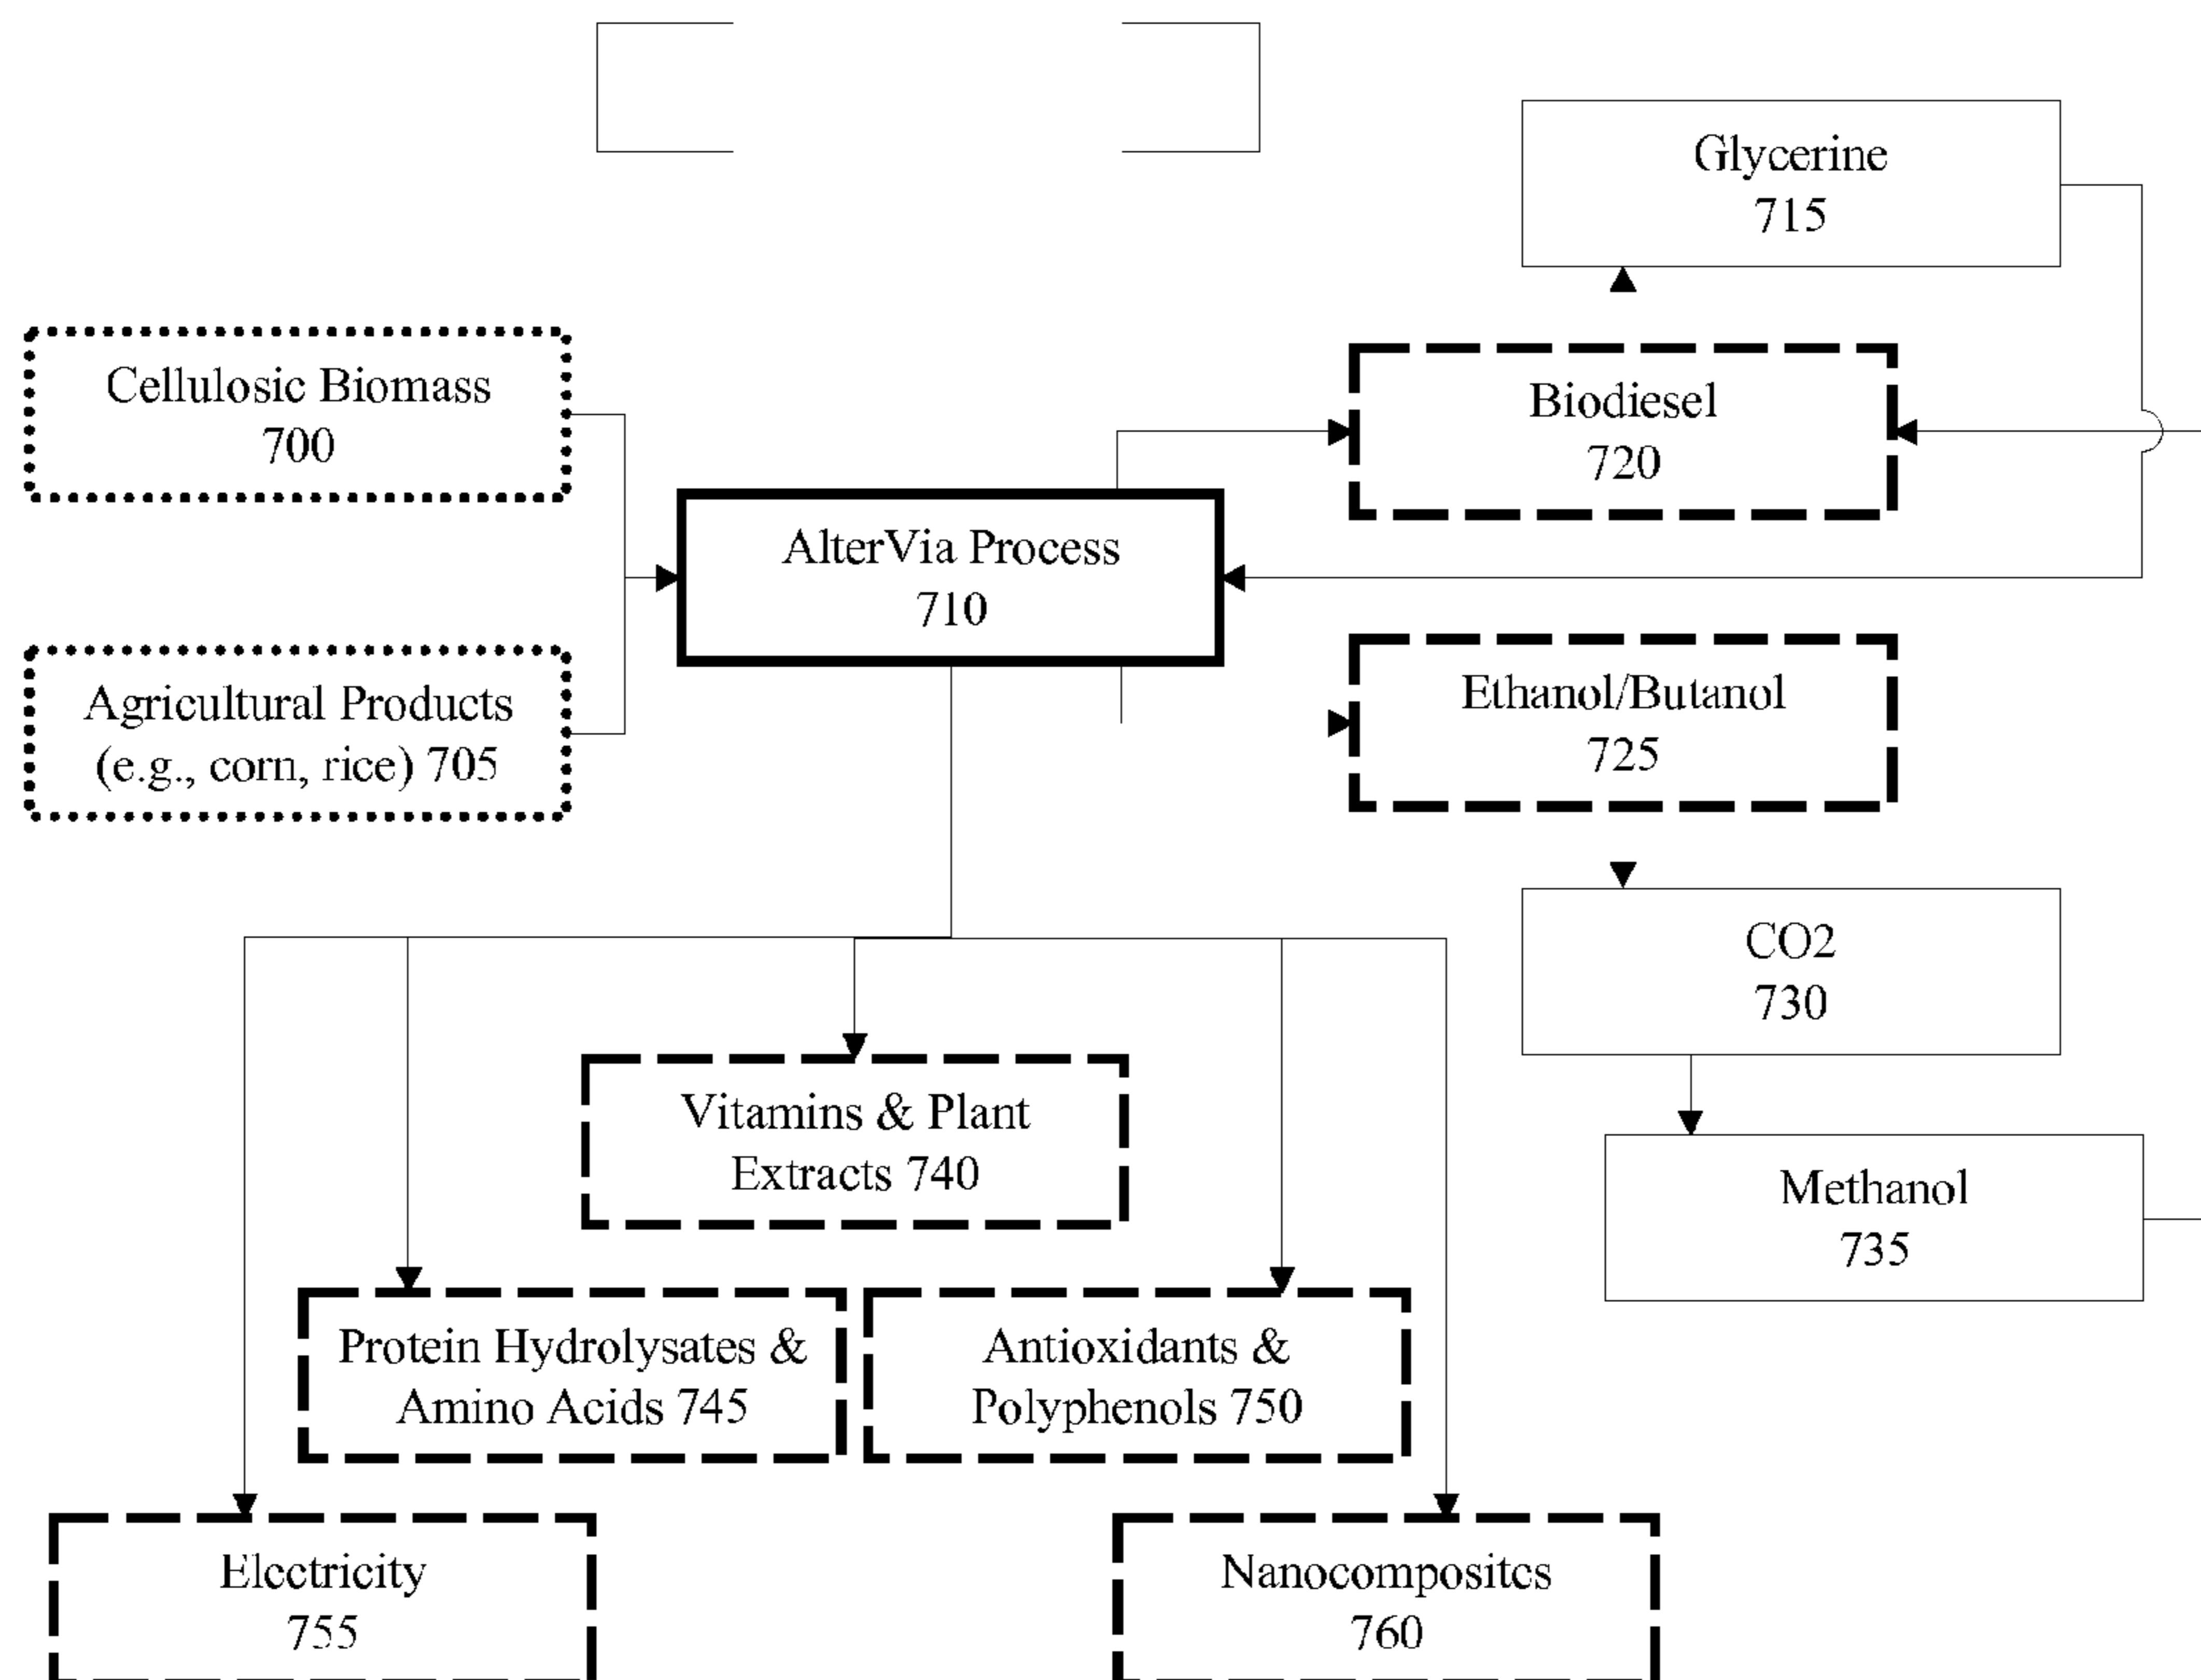 Glycerine
715
Cellulosic Biomass
700
Biodiesel
720
AlterVia Process
710
Agricultural Products
(e.g., corn, rice) 705
Ethanol/Butanol
725
CO2
730
Vitamins & Plant
Extracts 740
Methanol
735
Protein Hydrolysates &
Amino Acids 745
Antioxidants &
Polyphenols 750
Electricity
755
Nanocomposites
760